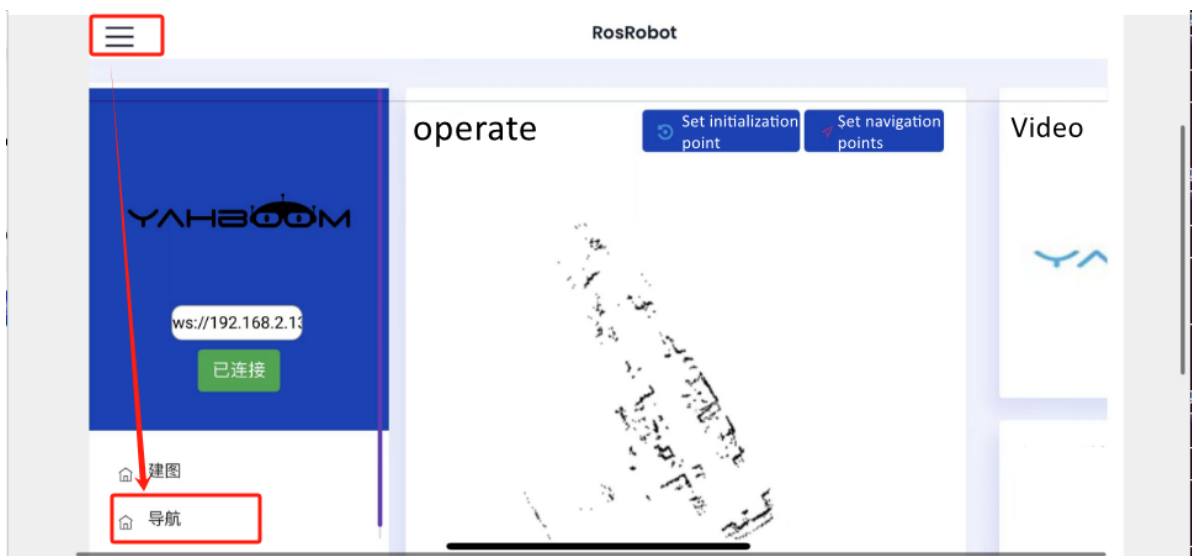 RosRobot
YAHBOOM
ws://192.168.2.13
已连接
建图
导航
operate
Set initialization
point
Set navigation
points
Video